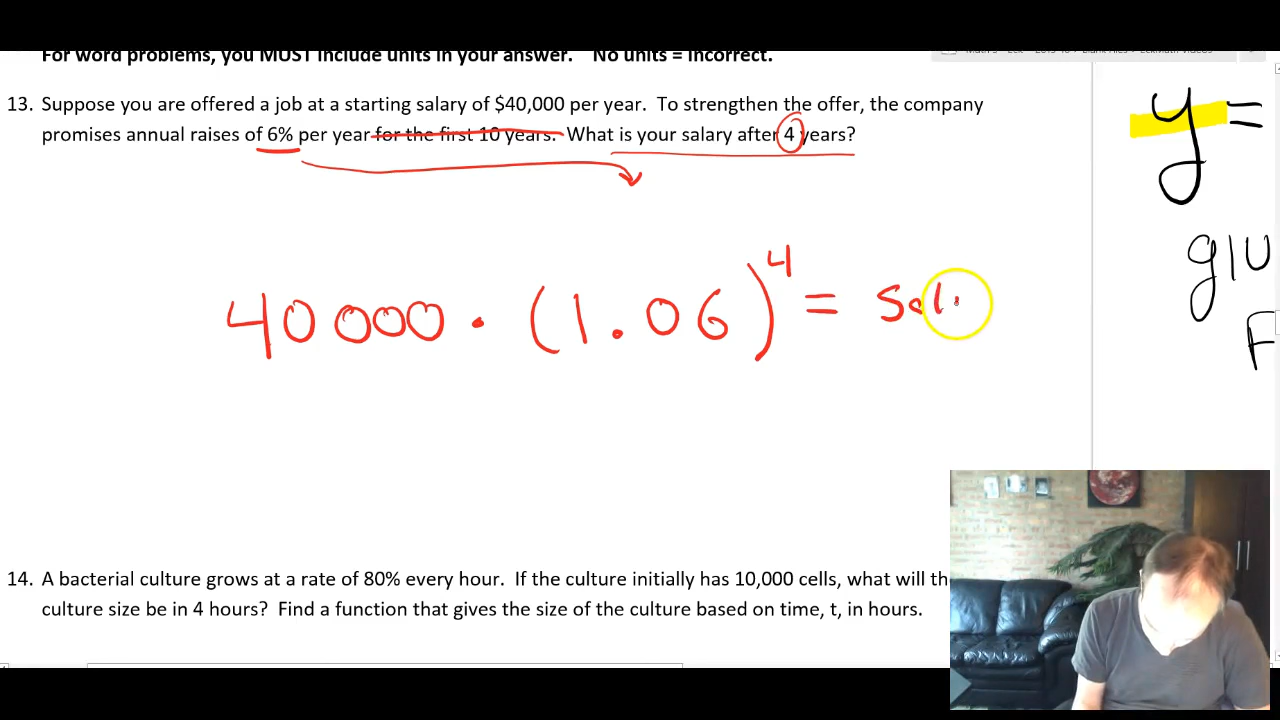 For word problems, you MUST include units in your answer. No units = incorrect.
13. Suppose you are offered a job at a starting salary of $40,000 per year. To strengthen the offer, the company
promises annual raises of 6% per year for the first 10 years. What is your salary after 4 years?
y=
giv
F
40000 · (1.06)^4 = Sal
14. A bacterial culture grows at a rate of 80% every hour. If the culture initially has 10,000 cells, what will th
culture size be in 4 hours? Find a function that gives the size of the culture based on time, t, in hours.